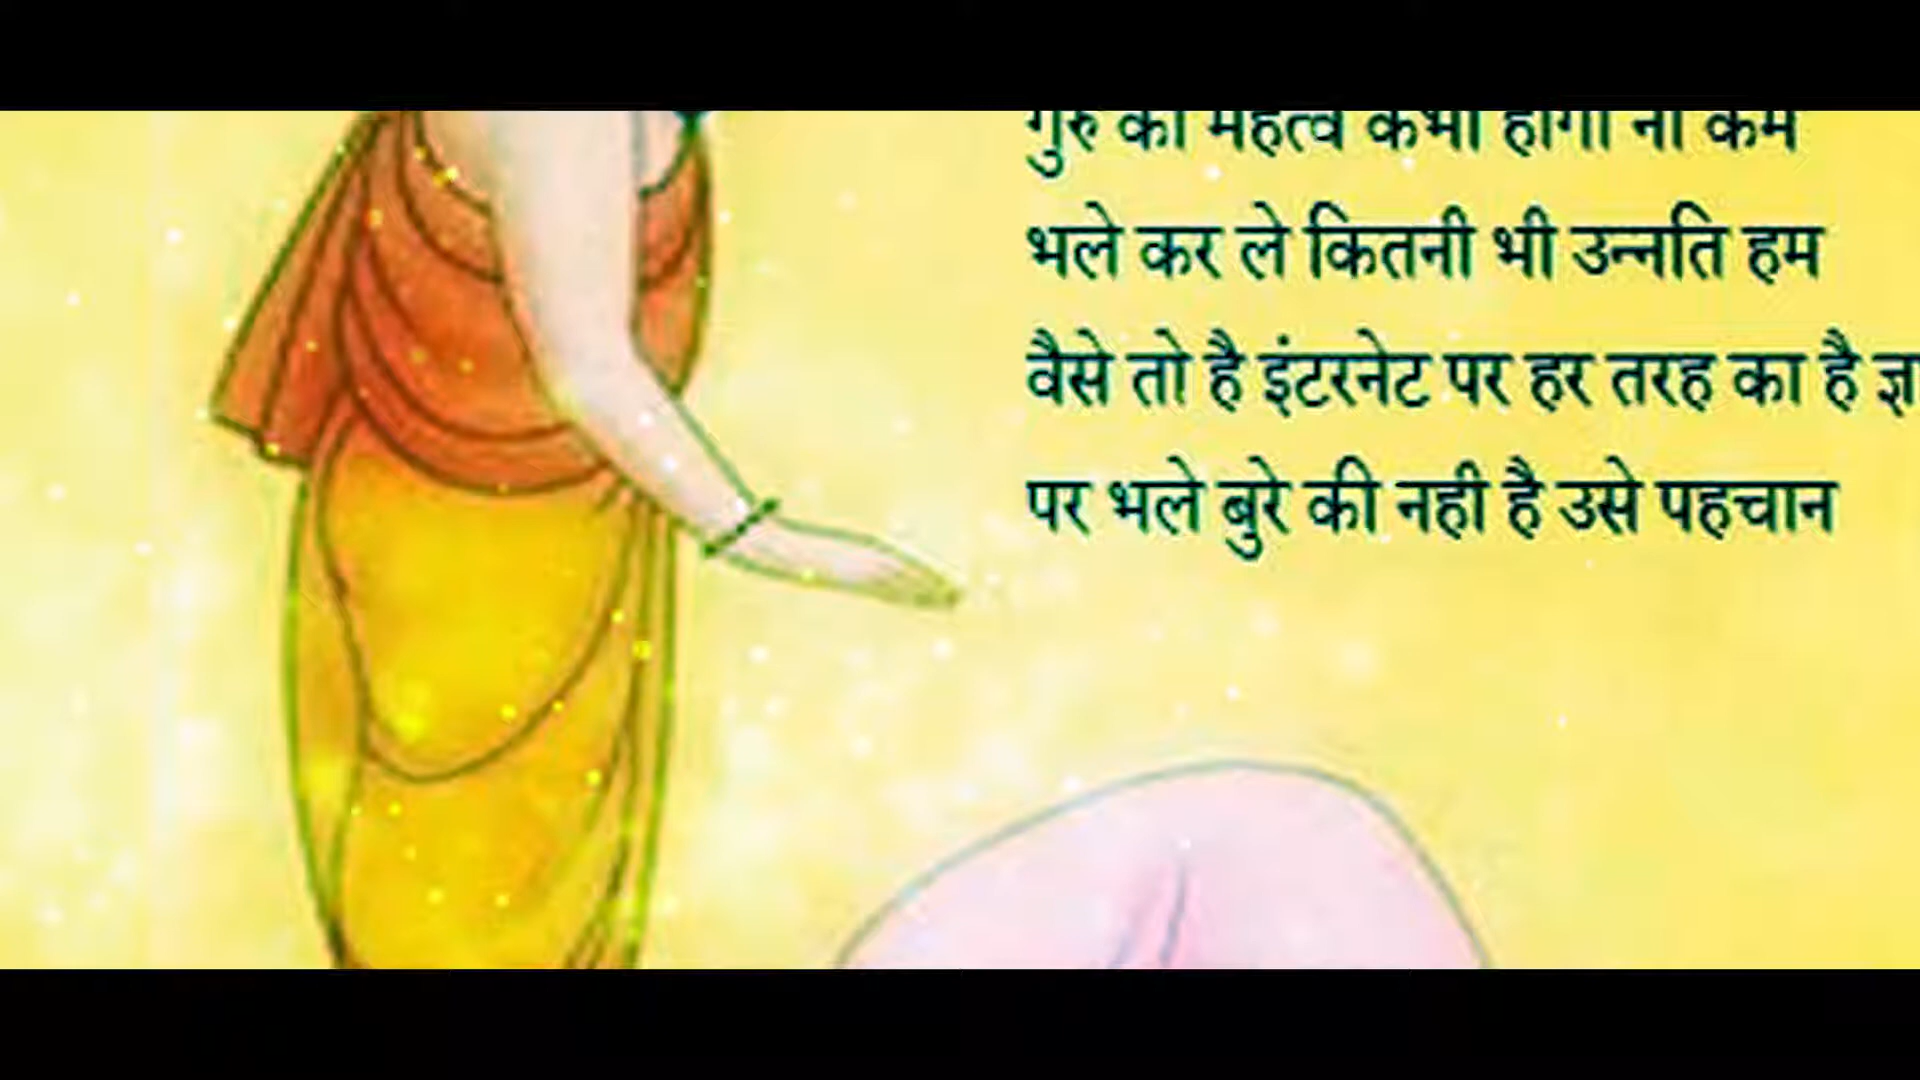 गुरु का महत्व कभी होगा ना कम
भले कर ले कितनी भी उन्नति हम
वैसे तो है इंटरनेट पर हर तरह का है
पर भले बुरे की नही है उसे पहचान